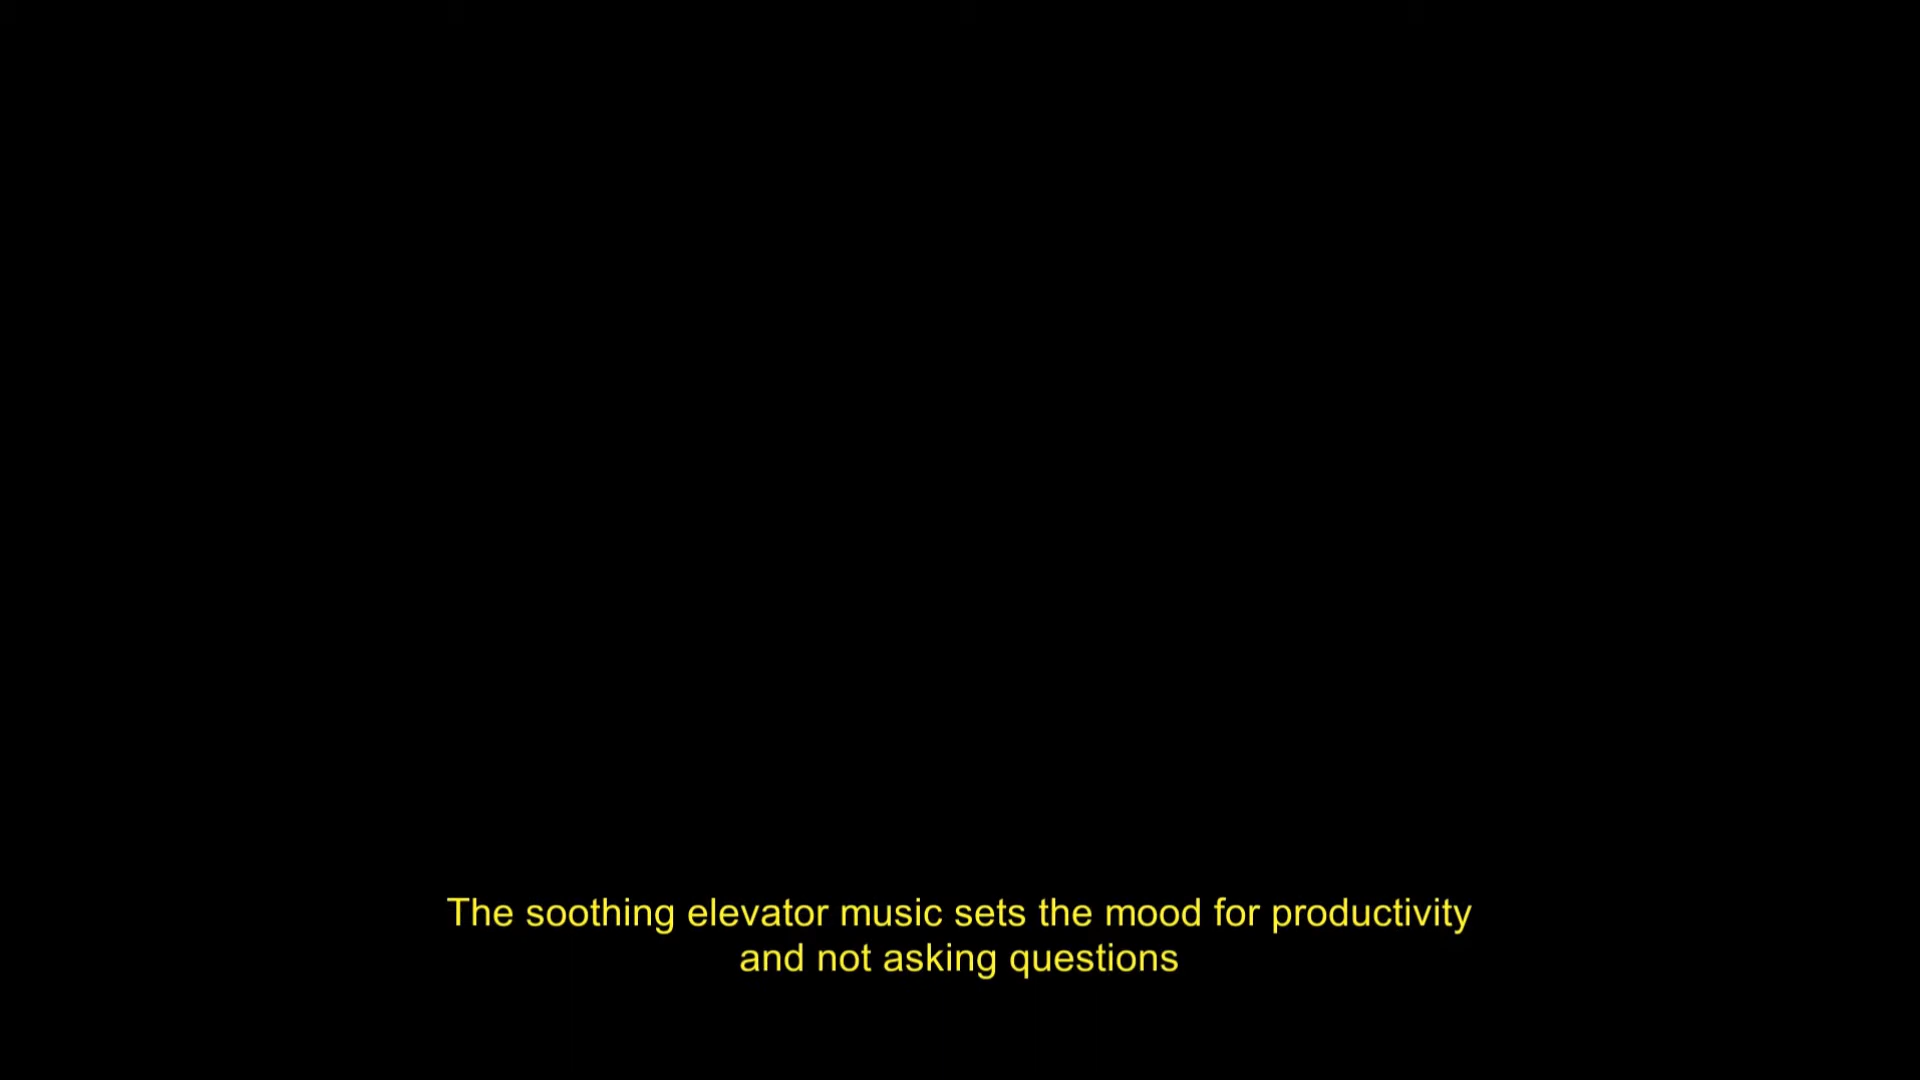 The soothing elevator music sets the mood for productivity
and not asking questions